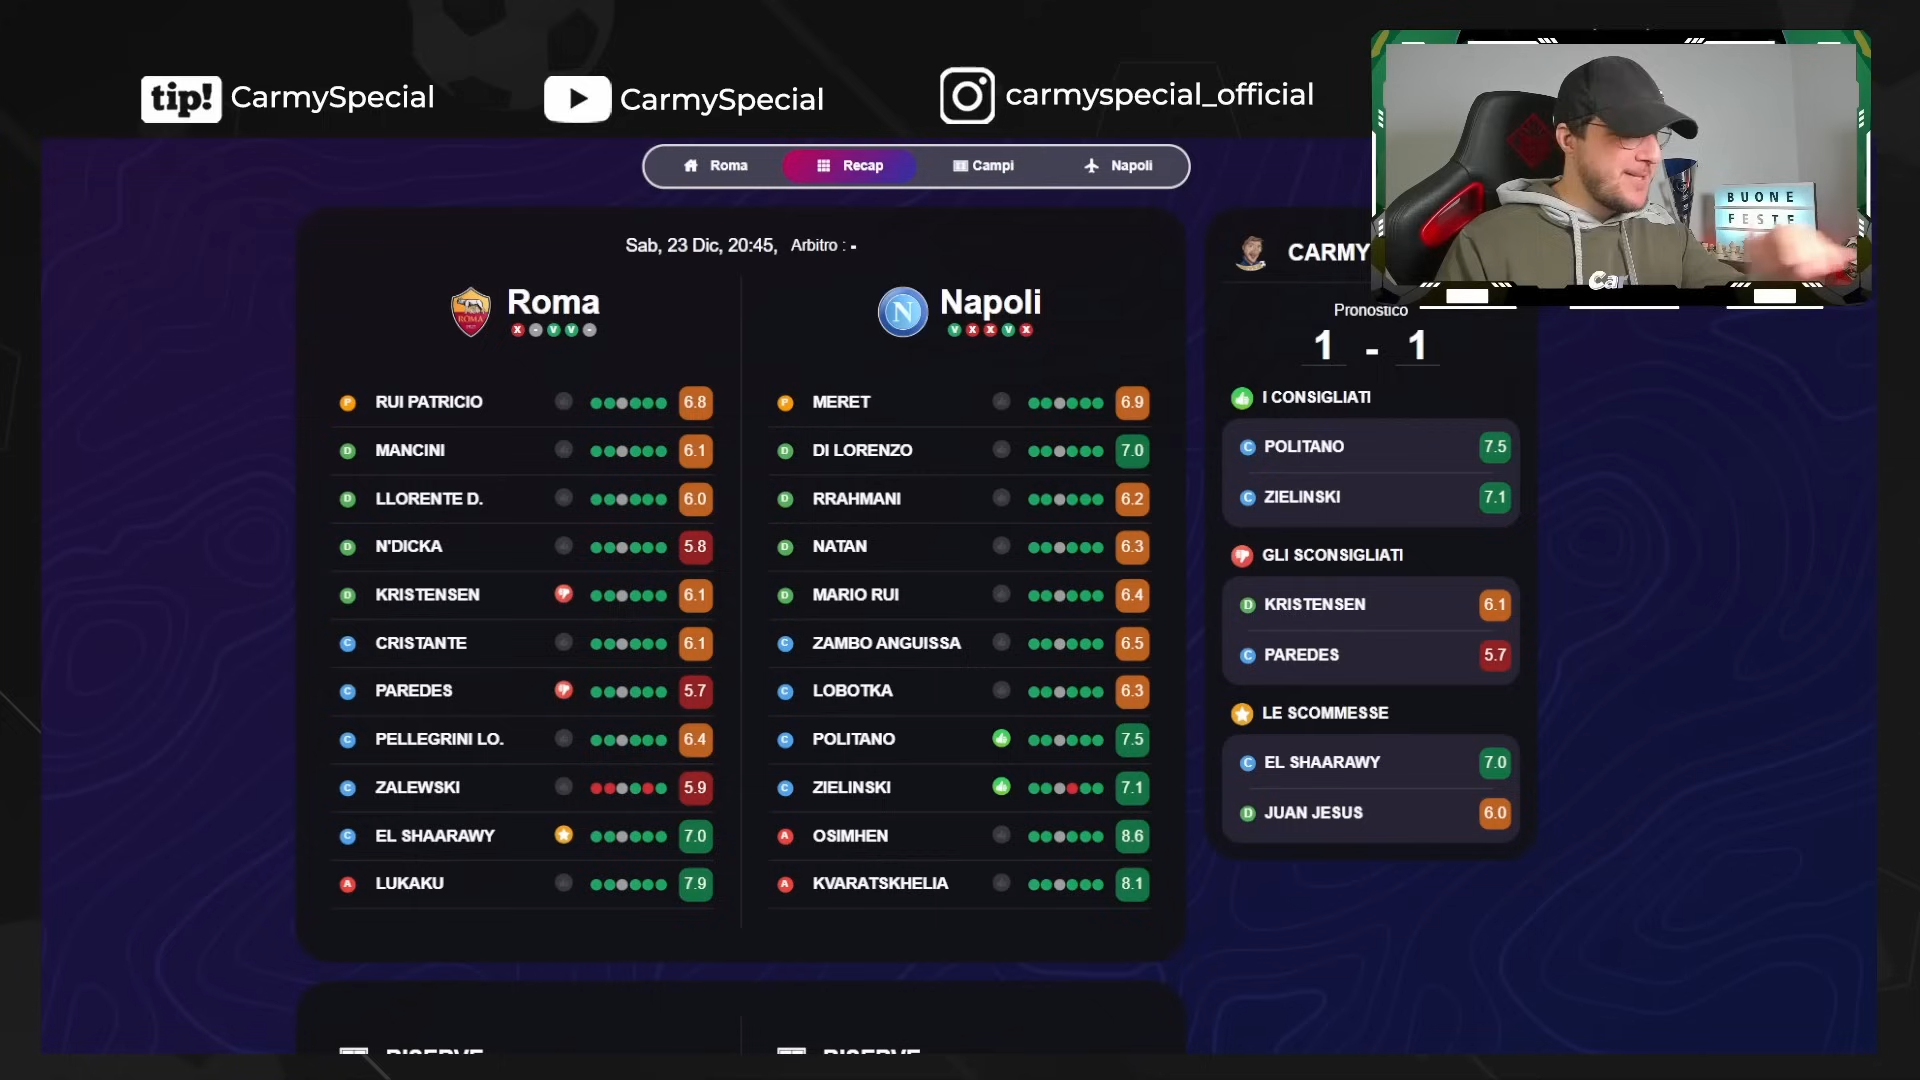 tip! CarmySpecial
CarmySpecial
carmyspecial_official
BUONE
FESTE
Car
Roma
Recap
Campi
Napoli
Sab, 23 Dic, 20:45, Arbitro : -
Roma
X - V V -
P RUI PATRICIO 6.8
D MANCINI 6.1
D LLORENTE D. 6.0
D N'DICKA 5.8
D KRISTENSEN 6.1
C CRISTANTE 6.1
C PAREDES 5.7
C PELLEGRINI LO. 6.4
C ZALEWSKI 5.9
C EL SHAARAWY 7.0
A LUKAKU 7.9
N Napoli
V X X V X
P MERET 6.9
D DI LORENZO 7.0
D RRAHMANI 6.2
D NATAN 6.3
D MARIO RUI 6.4
C ZAMBO ANGUISSA 6.5
C LOBOTKA 6.3
C POLITANO 7.5
C ZIELINSKI 7.1
A OSIMHEN 8.6
A KVARATSKHELIA 8.1
CARMY
Pronostico
1 - 1
I CONSIGLIATI
C POLITANO 7.5
C ZIELINSKI 7.1
GLI SCONSIGLIATI
D KRISTENSEN 6.1
C PAREDES 5.7
LE SCOMMESSE
C EL SHAARAWY 7.0
D JUAN JESUS 6.0
RISERVE
RISERVE